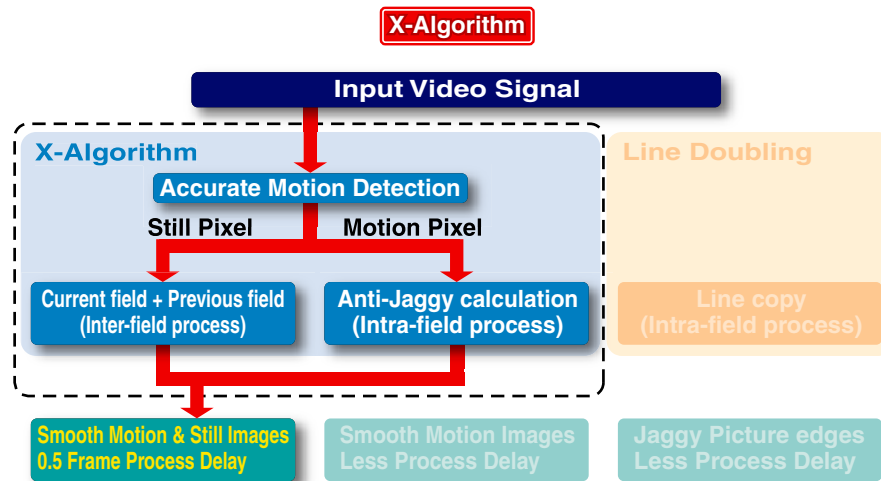 X-Algorithm
Input Video Signal
X-Algorithm
Line Doubling
Accurate Motion Detection
Still Pixel
Motion Pixel
Current field + Previous field
(Inter-field process)
Anti-Jaggy calculation
(Intra-field process)
Line copy
(Intra-field process)
Smooth Motion & Still Images
0.5 Frame Process Delay
Smooth Motion Images
Less Process Delay
Jaggy Picture edges
Less Process Delay